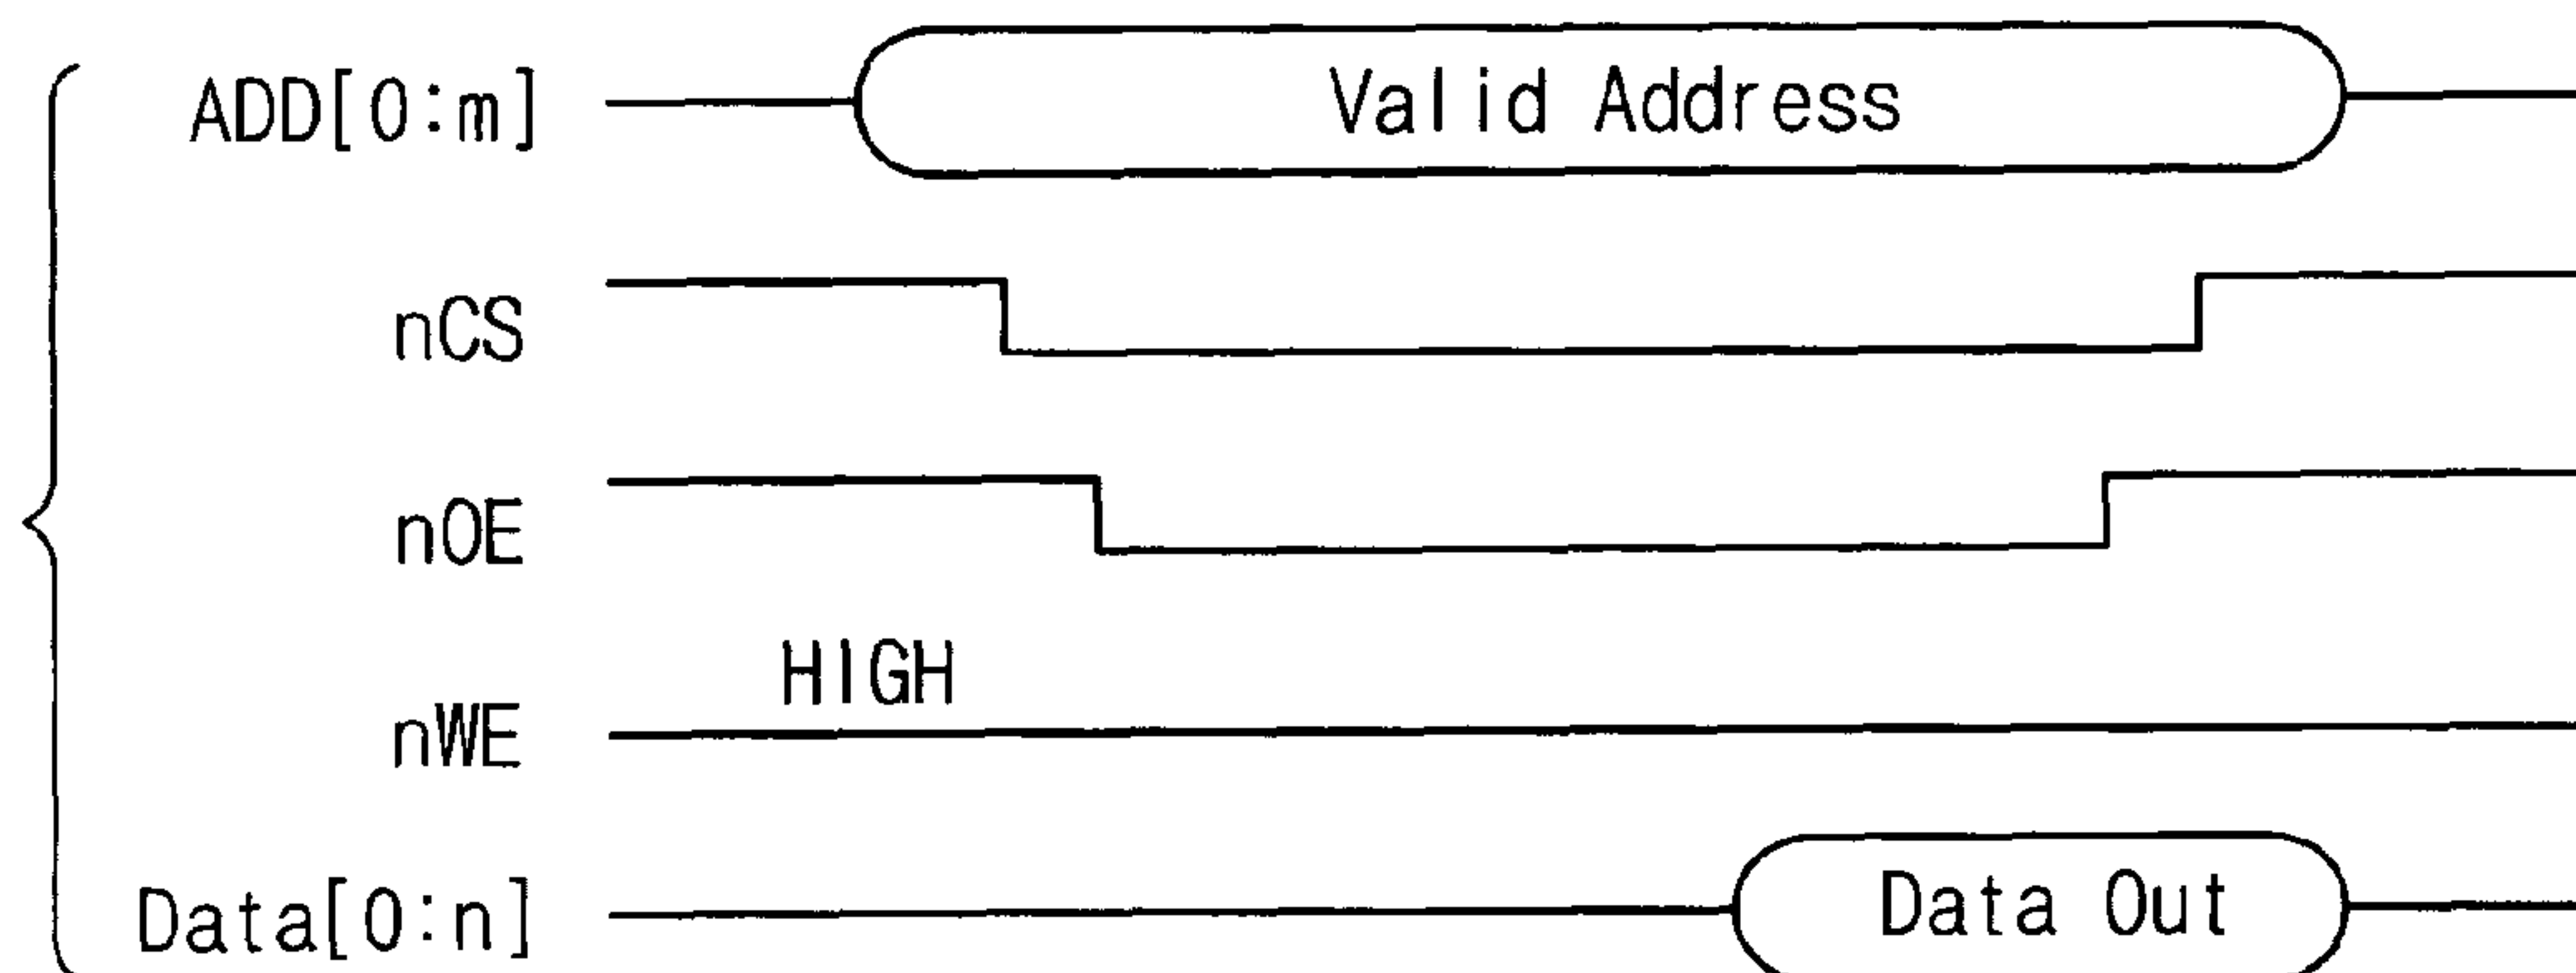 ADD[0:m] Valid Address
nCS
nOE
HIGH
nWE
Data[0:n] Data Out